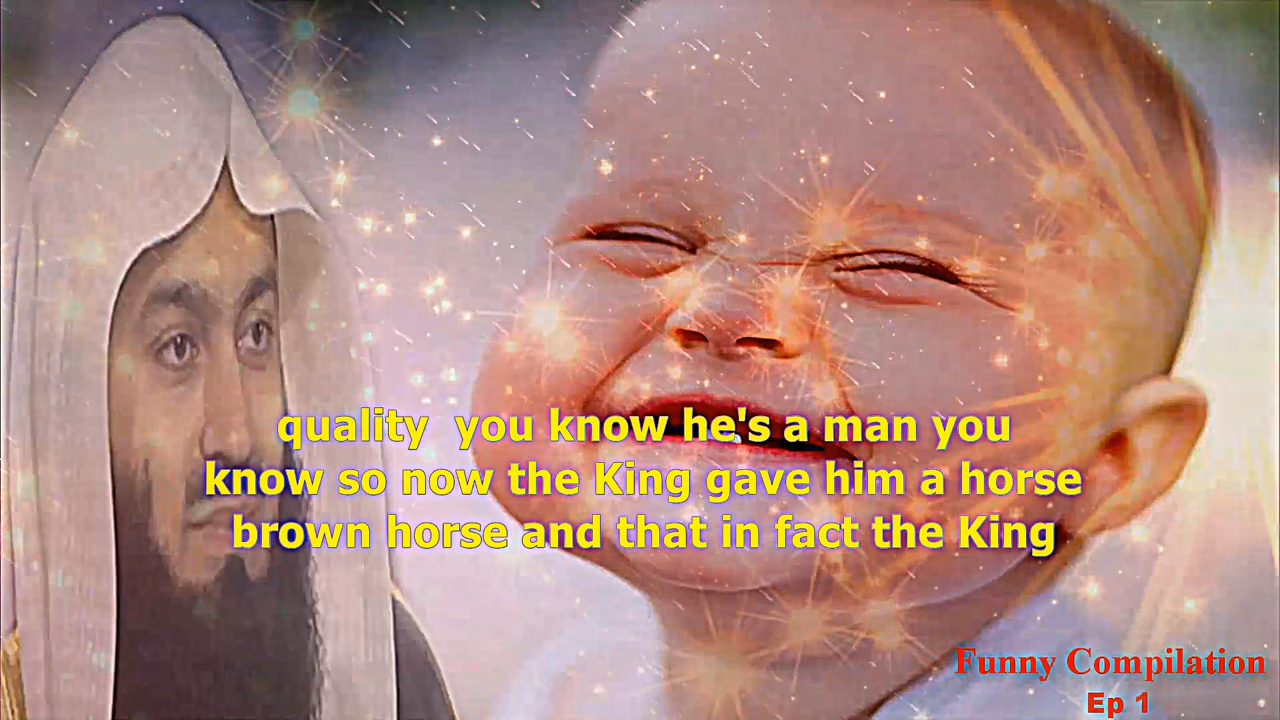 quality  you know he's a man you
know so now the King gave him a horse
brown horse and that in fact the King
Funny Compilation
Ep 1